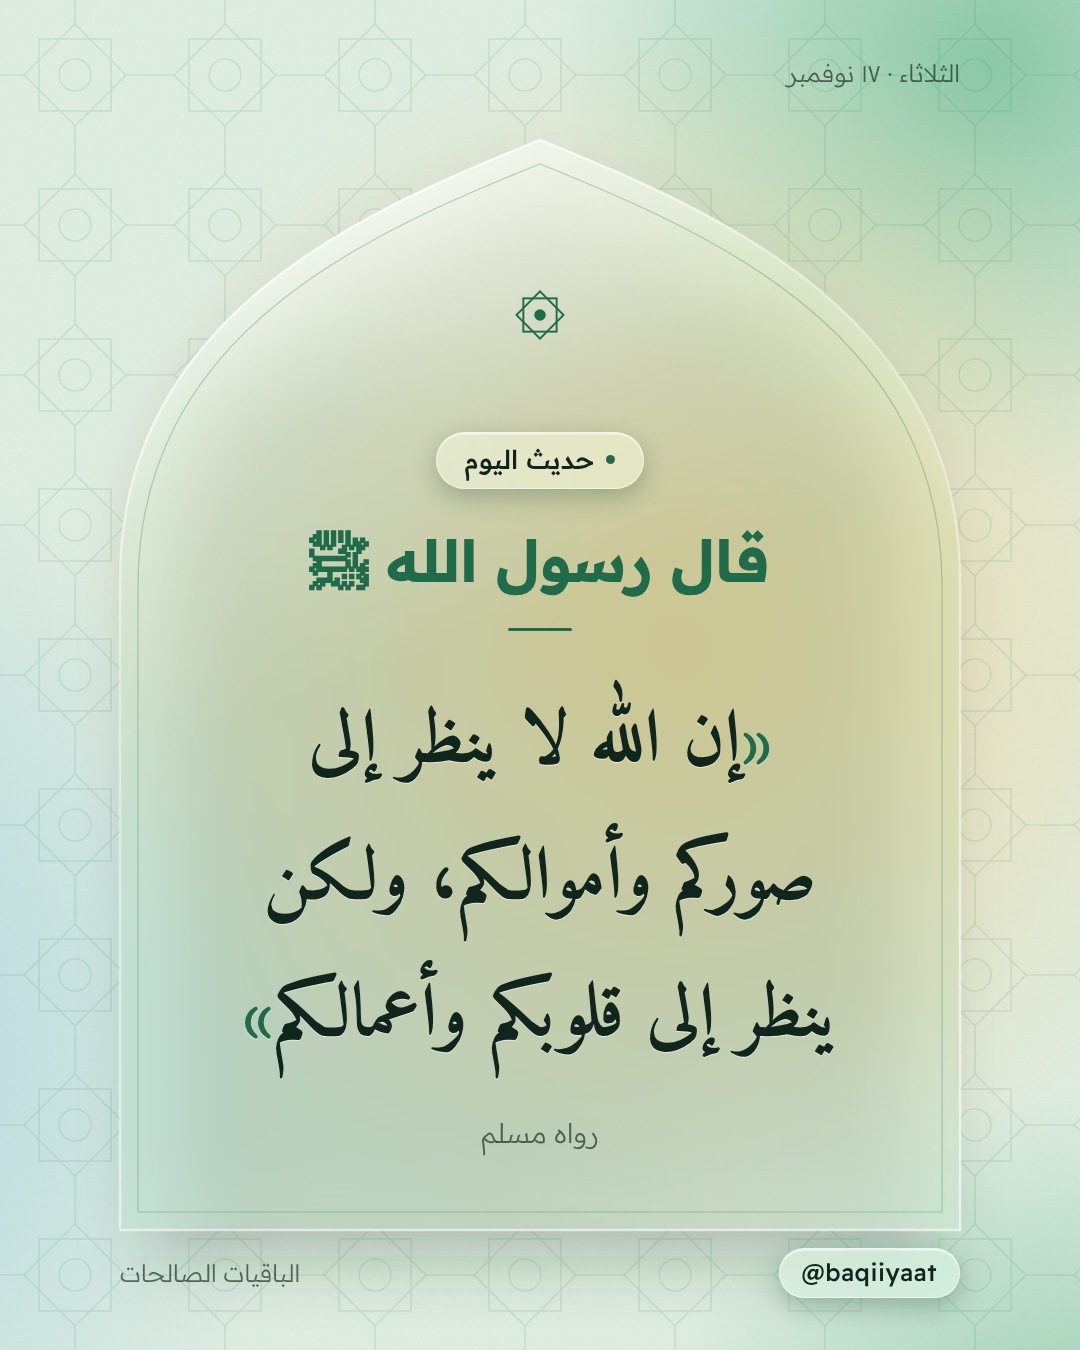 الثلاثاء · ١٧ نوفمبر
حديث اليوم
قال رسول الله ﷺ
«إن الله لا ينظر إلى
صوركم وأموالكم، ولكن
ينظر إلى قلوبكم وأعمالكم»
رواه مسلم
@baqiiyaat
الباقيات الصالحات